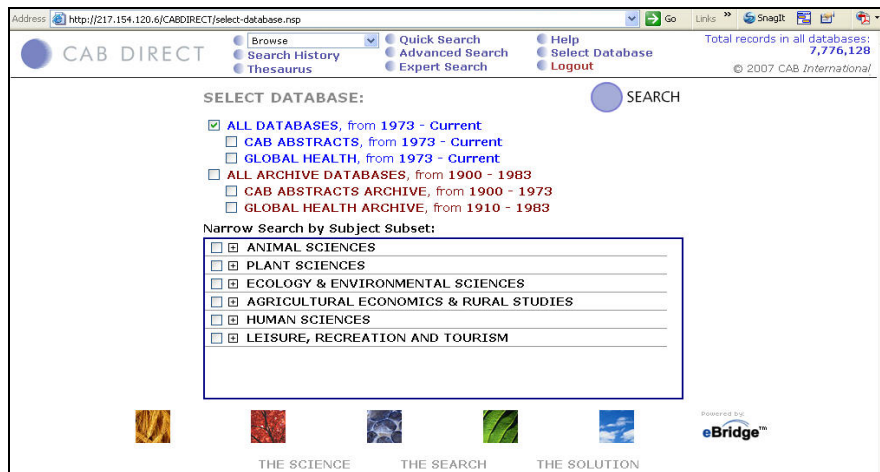 Address http://217.154.120.6/CABDIRECT/select-database.nsp Go Links » SnagIt
CAB DIRECT
Browse
Search History
Thesaurus
Quick Search
Advanced Search
Expert Search
Help
Select Database
Logout
Total records in all databases:
7,776,128
© 2007 CAB International
SELECT DATABASE:
SEARCH
ALL DATABASES, from 1973 - Current
CAB ABSTRACTS, from 1973 - Current
GLOBAL HEALTH, from 1973 - Current
ALL ARCHIVE DATABASES, from 1900 - 1983
CAB ABSTRACTS ARCHIVE, from 1900 - 1973
GLOBAL HEALTH ARCHIVE, from 1910 - 1983
Narrow Search by Subject Subset:
ANIMAL SCIENCES
PLANT SCIENCES
ECOLOGY & ENVIRONMENTAL SCIENCES
AGRICULTURAL ECONOMICS & RURAL STUDIES
HUMAN SCIENCES
LEISURE, RECREATION AND TOURISM
Powered by:
eBridge™
THE SCIENCE THE SEARCH THE SOLUTION